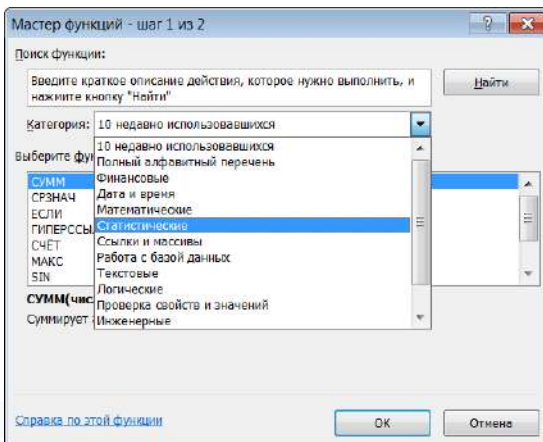 Мастер функций - шаг 1 из 2
Поиск функции:
Введите краткое описание действия, которое нужно выполнить, и
нажмите кнопку "Найти"
Найти
Категория: 10 недавно использовавшихся
10 недавно использовавшихся
Полный алфавитный перечень
Финансовые
Дата и время
Математические
Статистические
Ссылки и массивы
Работа с базой данных
Текстовые
Логические
Проверка свойств и значений
Инженерные
Выберите фун
СУММ
СРЗНАЧ
ЕСЛИ
ГИПЕРССЫ
СЧЁТ
МАКС
SIN
СУММ(чис
Суммирует
Справка по этой функции
ОК
Отмена